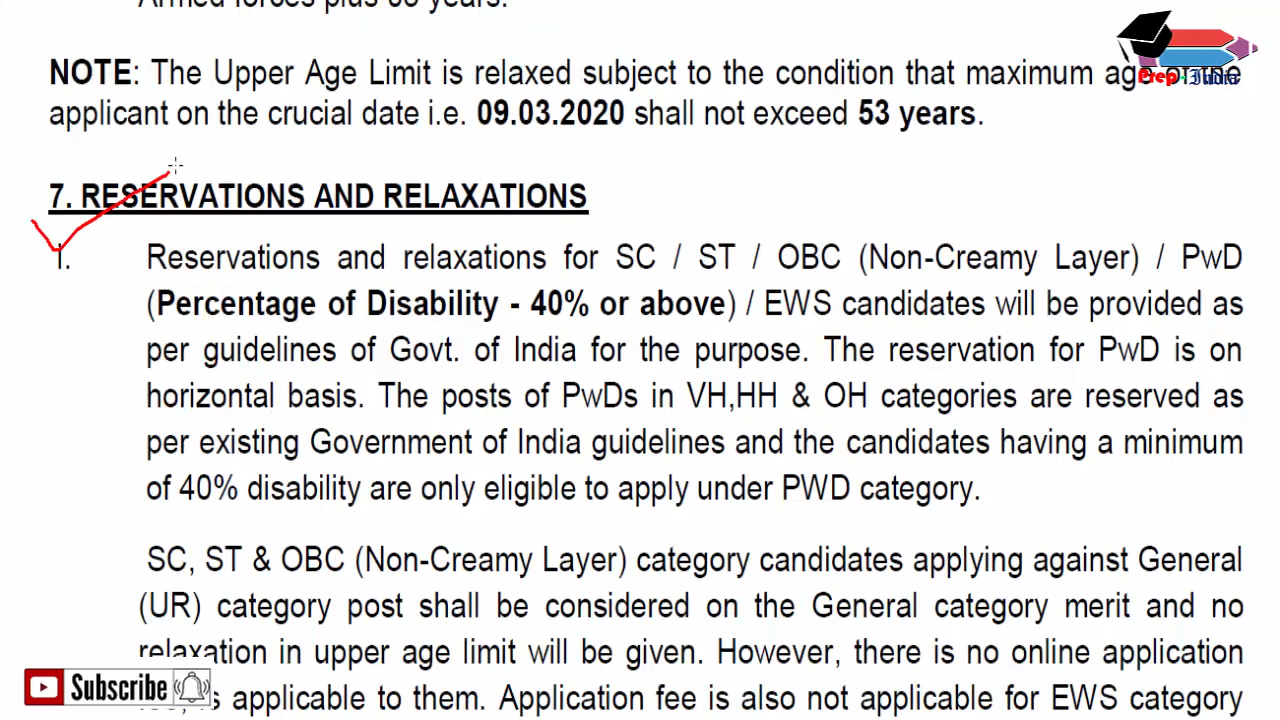 Armed forces plus 03 years.
NOTE: The Upper Age Limit is relaxed subject to the condition that maximum age of the
applicant on the crucial date i.e. 09.03.2020 shall not exceed 53 years.
Prep-India
7. RESERVATIONS AND RELAXATIONS
I. Reservations and relaxations for SC / ST / OBC (Non-Creamy Layer) / PwD
(Percentage of Disability - 40% or above) / EWS candidates will be provided as
per guidelines of Govt. of India for the purpose. The reservation for PwD is on
horizontal basis. The posts of PwDs in VH,HH & OH categories are reserved as
per existing Government of India guidelines and the candidates having a minimum
of 40% disability are only eligible to apply under PWD category.
SC, ST & OBC (Non-Creamy Layer) category candidates applying against General
(UR) category post shall be considered on the General category merit and no
relaxation in upper age limit will be given. However, there is no online application
applicable to them. Application fee is also not applicable for EWS category
Subscribe